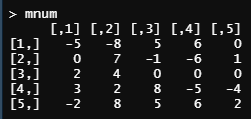 > mnum
     [,1] [,2] [,3] [,4] [,5]
[1,]   -5   -8    5    6    0
[2,]    0    7   -1   -6    1
[3,]    2    4    0    0    0
[4,]    3    2    8   -5   -4
[5,]   -2    8    5    6    2